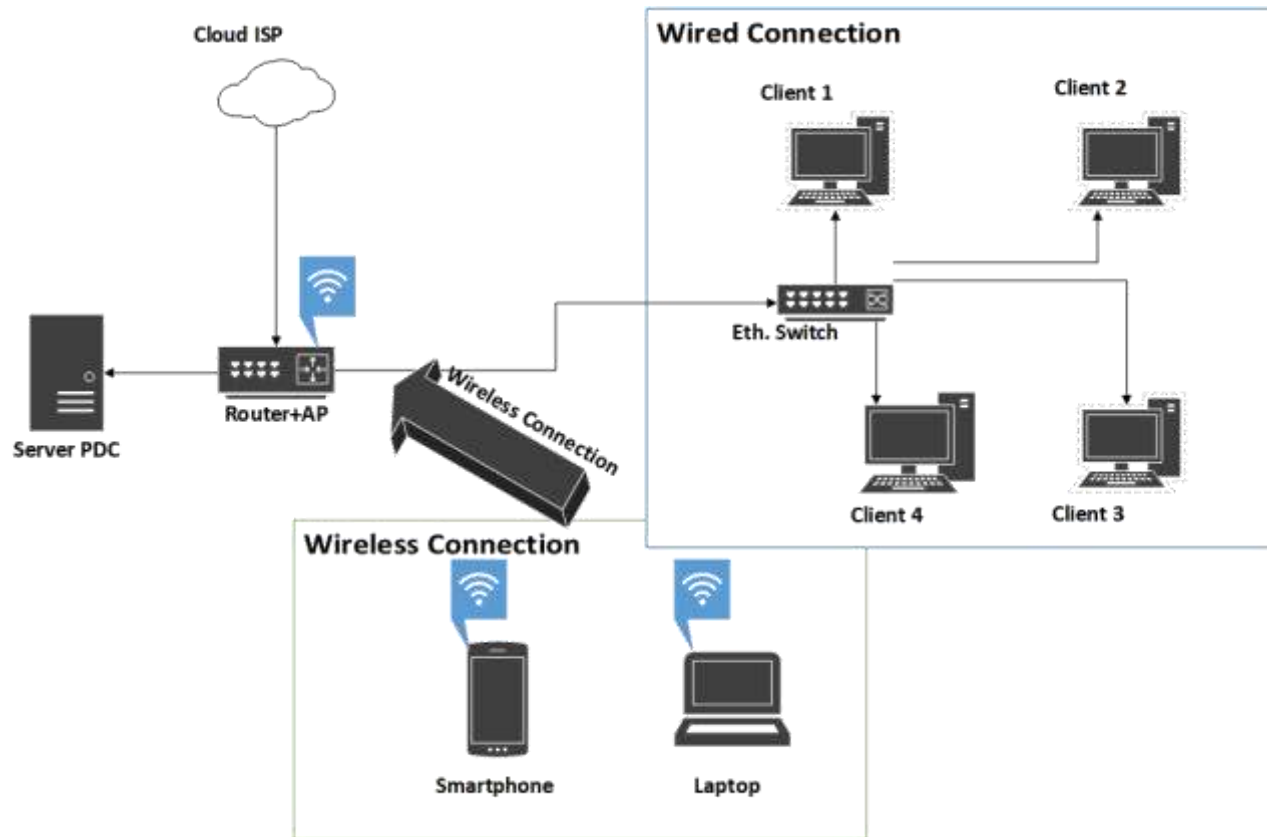 Cloud ISP
Wired Connection
Client 1
Client 2
Eth. Switch
Router+AP
Server PDC
Wireless Connection
Client 4
Client 3
Wireless Connection
Smartphone
Laptop